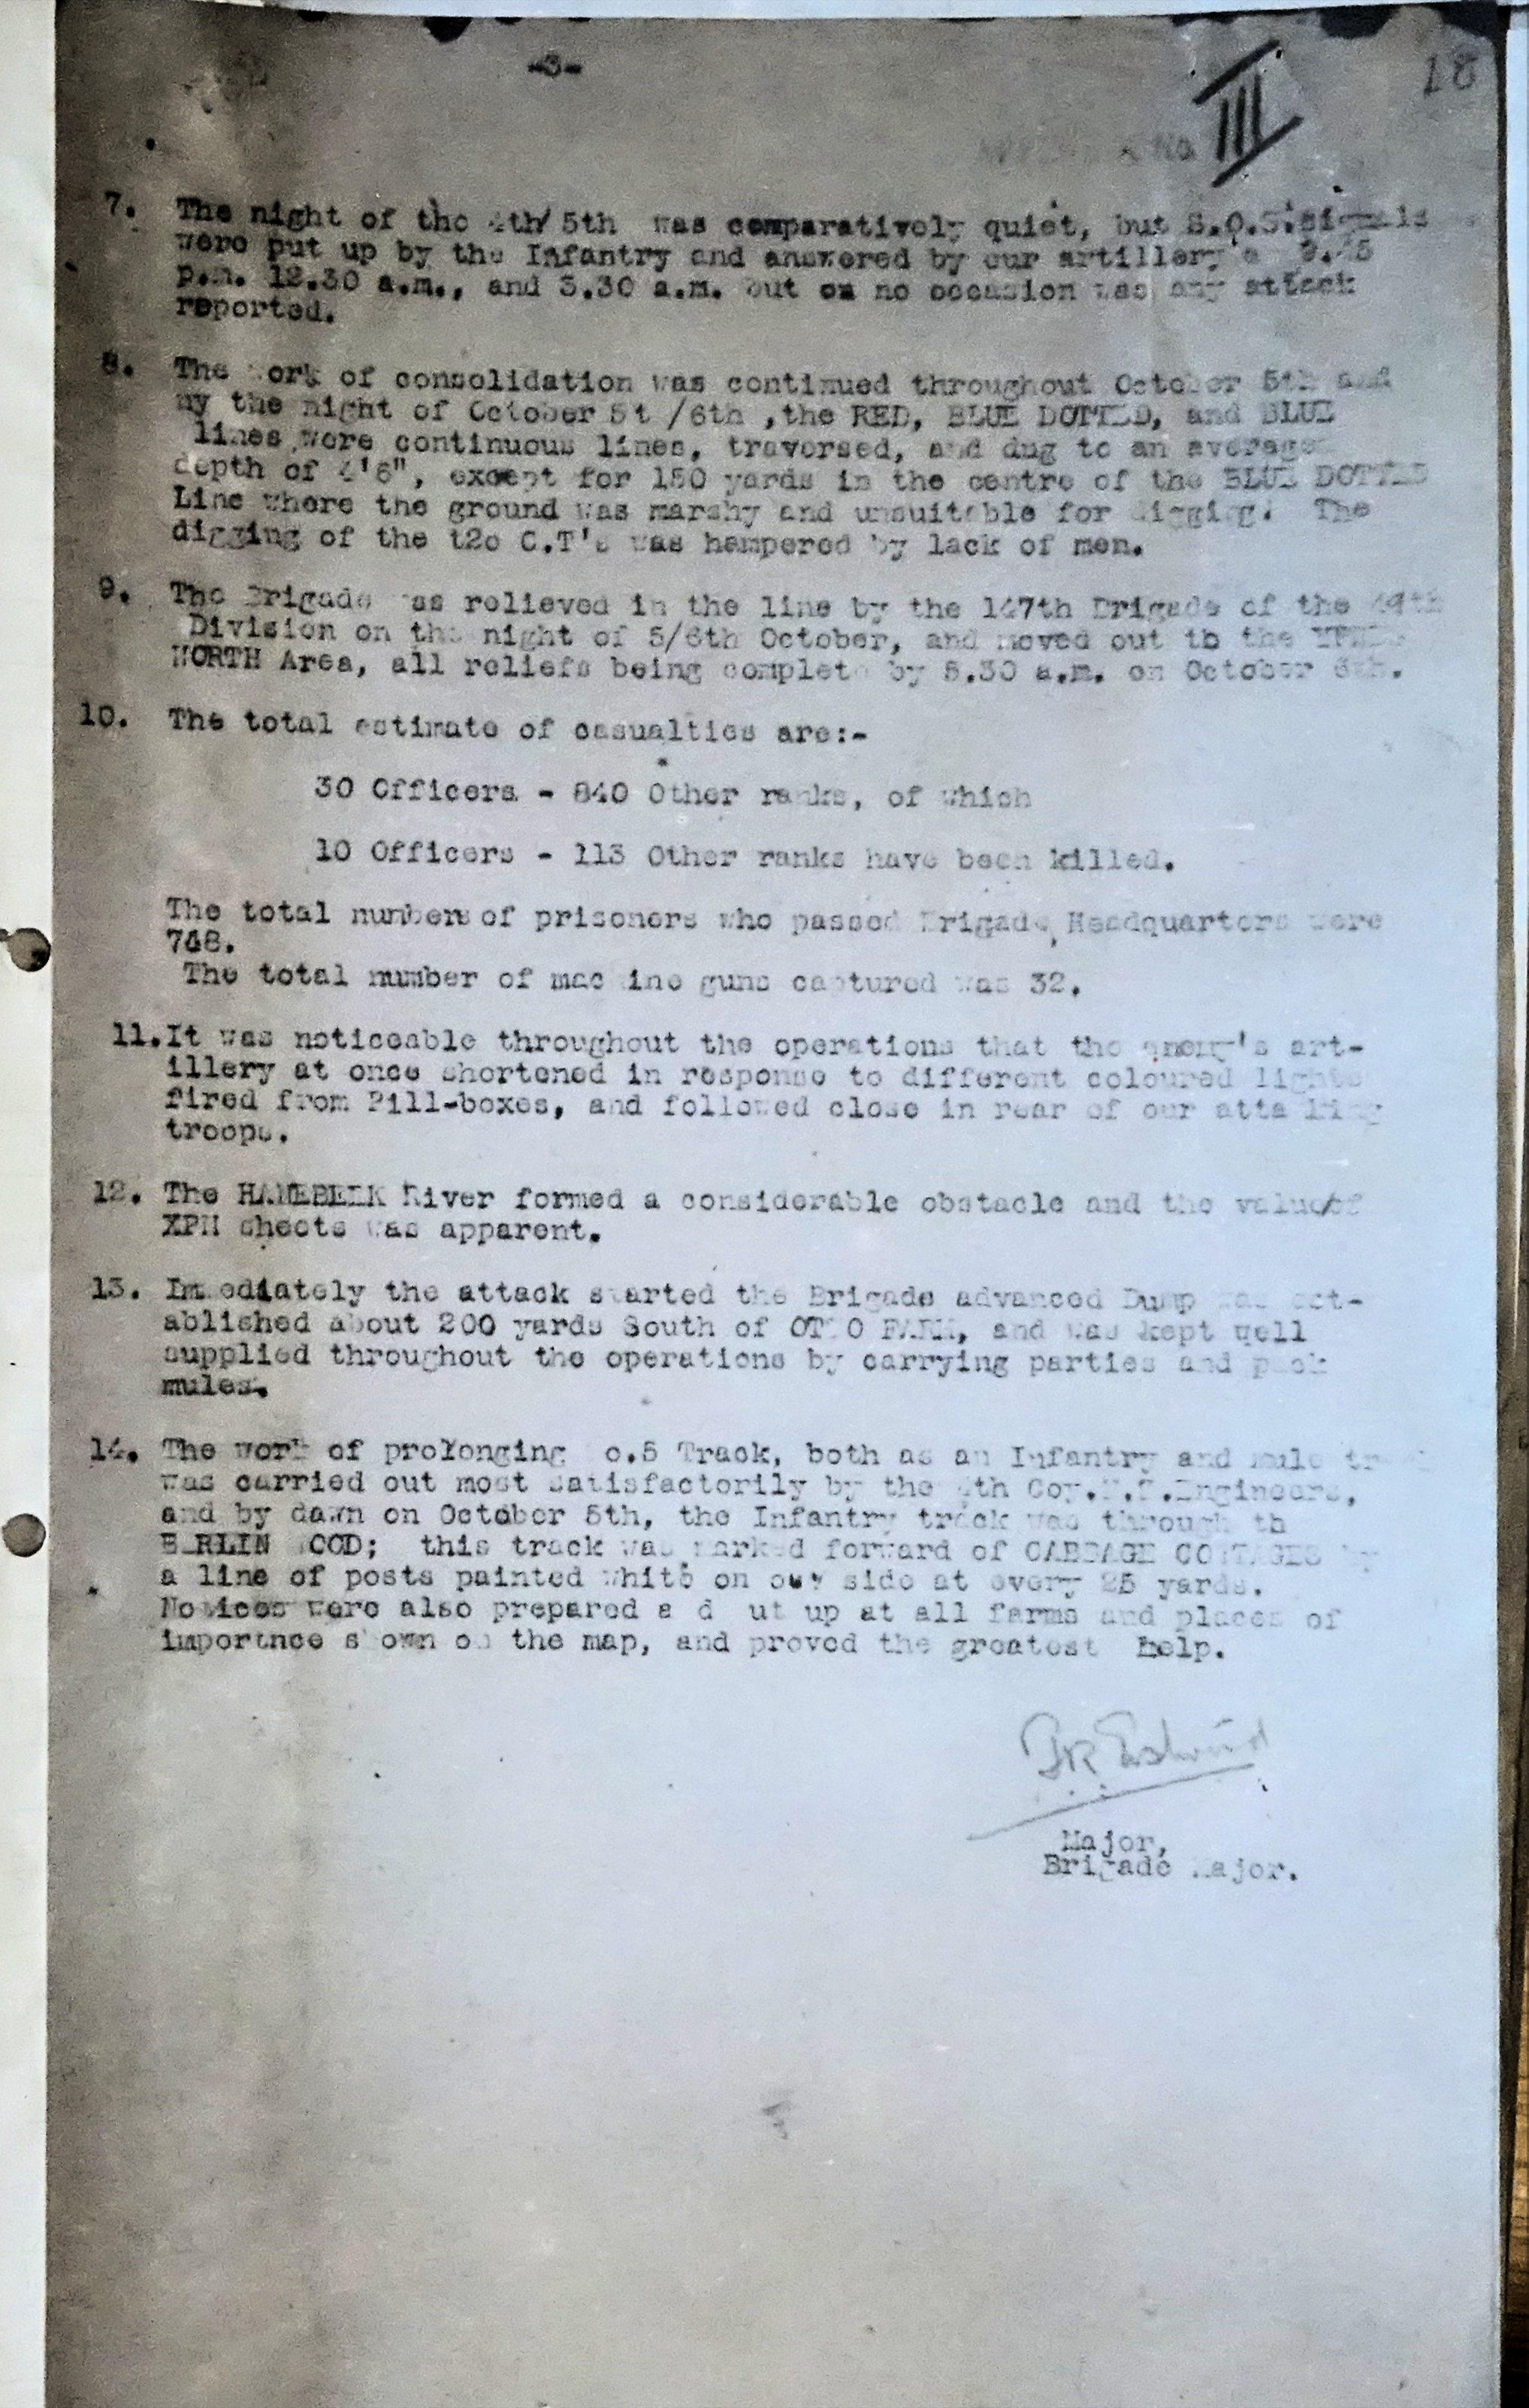 -3-
III
18
7. The night of the 4th/5th was comparatively quiet, but S.O.S. signals
were put up by the Infantry and answered by our artillery a 9.45
p.m. 12.30 a.m., and 3.30 a.m. but on no occasion was any attack
reported.
8. The work of consolidation was continued throughout October 5th and
by the night of October 5t /6th ,the RED, BLUE DOTTED, and BLUE
lines were continuous lines, traversed, and dug to an average
depth of 4'6", except for 150 yards in the centre of the BLUE DOTTED
Line where the ground was marshy and unsuitable for digging. The
digging of the t2o C.T's was hampered by lack of men.
9. The Brigade was relieved in the line by the 147th Brigade of the 49th
Division on the night of 5/6th October, and moved out to the YPRES
NORTH Area, all reliefs being complete by 5.30 a.m. on October 6th.
10. The total estimate of casualties are:-
30 Officers - 840 Other ranks, of which
10 Officers - 113 Other ranks have been killed.
The total numbers of prisoners who passed Brigade Headquarters were
748.
The total number of mac ine guns captured was 32.
11. It was noticeable throughout the operations that the enemy's art-
illery at once shortened in response to different coloured lights
fired from Pill-boxes, and followed close in rear of our attacking
troops.
12. The HANEBEEK River formed a considerable obstacle and the value/of
XPM sheets was apparent.
13. Immediately the attack started the Brigade advanced Dump was est-
ablished about 200 yards South of OTTO FARM, and was kept well
supplied throughout the operations by carrying parties and pack
mules.
14. The work of prolonging o.5 Track, both as an Infantry and mule track
was carried out most satisfactorily by the Coy. Engineers,
and by dawn on October 5th, the Infantry track was through th
BERLIN WOOD; this track was marked forward of CABBAGE COTTAGES by
a line of posts painted white on our side at every 25 yards.
Notices were also prepared a d ut up at all farms and places of
importnce shown on the map, and proved the greatest help.
Major,
Brigade Major.